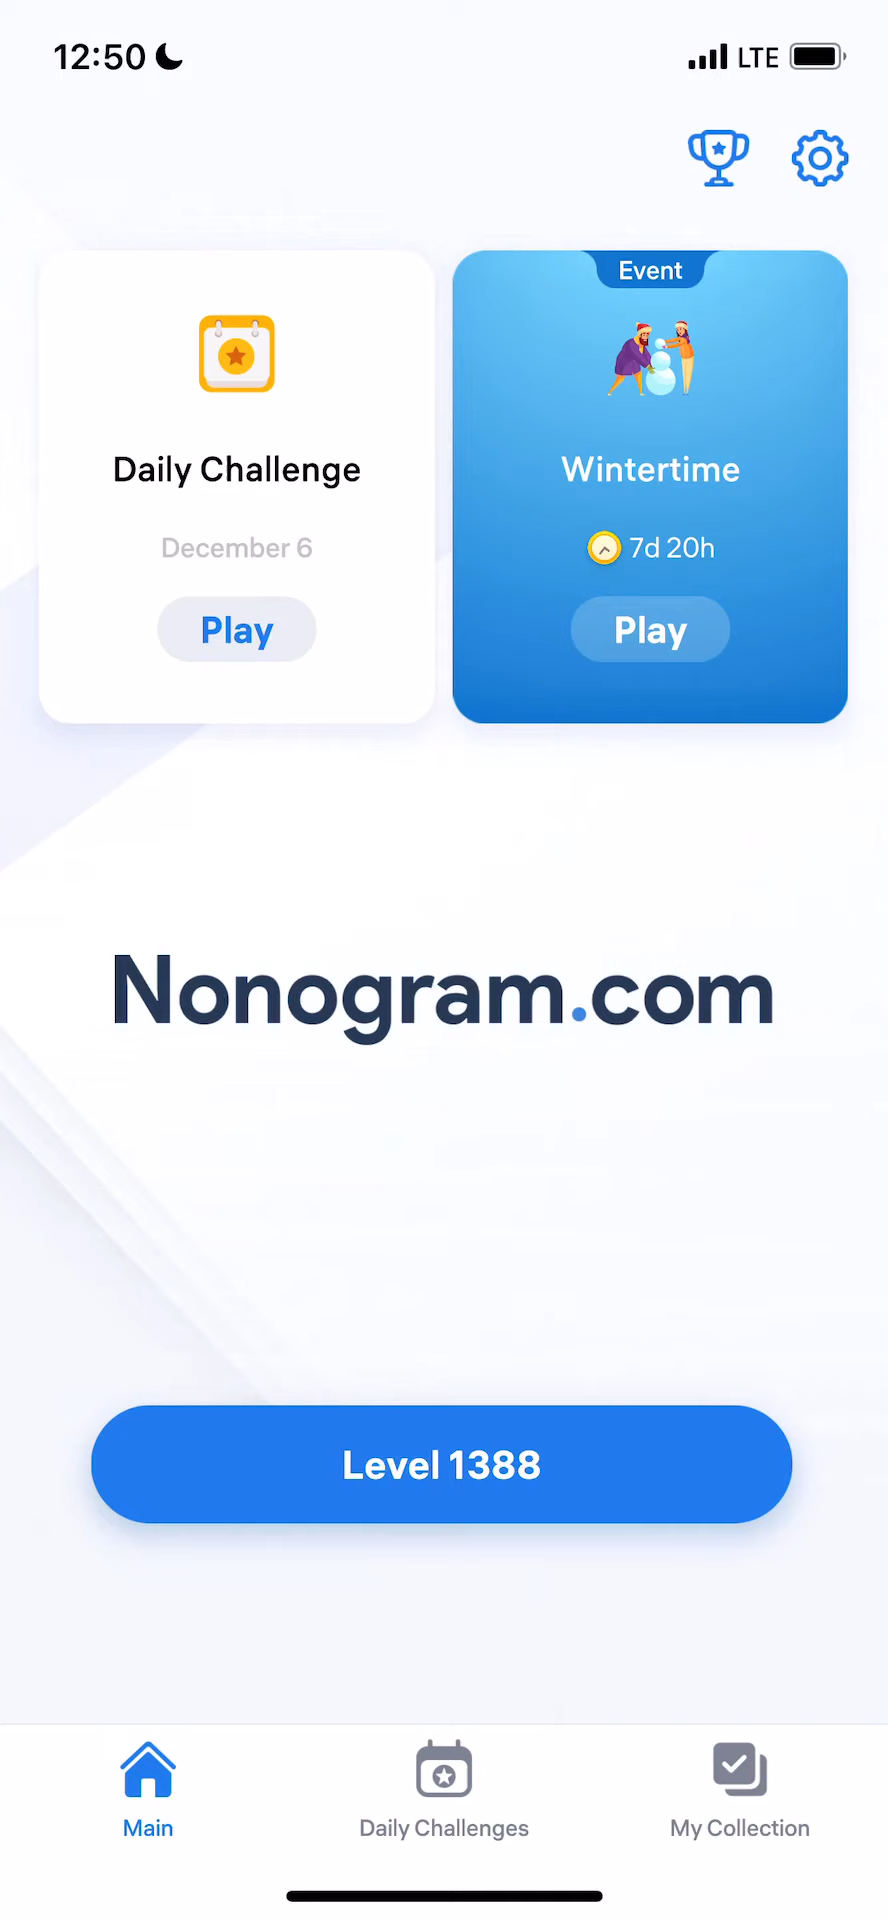 12:50
LTE
Daily Challenge
December 6
Play
Event
Wintertime
7d 20h
Play
Nonogram.com
Level 1388
Main
Daily Challenges
My Collection